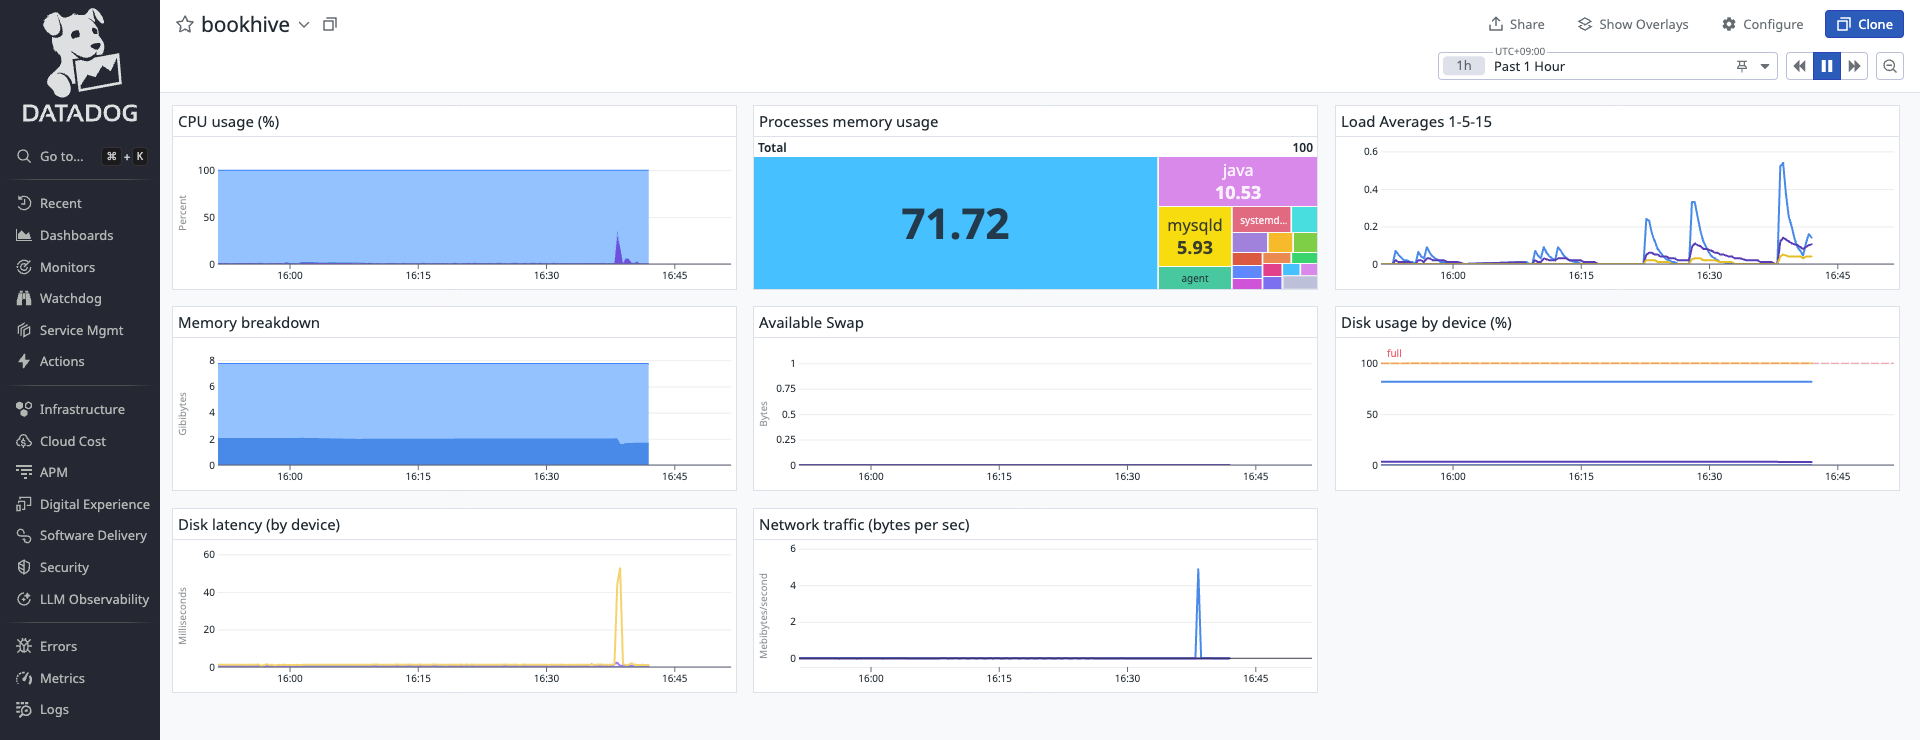 DATADOG
Go to... ⌘ + K
Recent
Dashboards
Monitors
Watchdog
Service Mgmt
Actions
Infrastructure
Cloud Cost
APM
Digital Experience
Software Delivery
Security
LLM Observability
Errors
Metrics
Logs
bookhive
Share
Show Overlays
Configure
Clone
UTC+09:00
1h Past 1 Hour
CPU usage (%)
Percent
100
50
0
16:00 16:15 16:30 16:45
Processes memory usage
Total 100
71.72
java
10.53
mysqld
5.93
systemd...
agent
Load Averages 1-5-15
0.6
0.4
0.2
0
16:00 16:15 16:30 16:45
Memory breakdown
Gibibytes
8
6
4
2
0
16:00 16:15 16:30 16:45
Available Swap
Bytes
1
0.75
0.5
0.25
0
16:00 16:15 16:30 16:45
Disk usage by device (%)
full
100
50
0
16:00 16:15 16:30 16:45
Disk latency (by device)
Milliseconds
60
40
20
0
16:00 16:15 16:30 16:45
Network traffic (bytes per sec)
Mebibytes/second
6
4
2
0
16:00 16:15 16:30 16:45